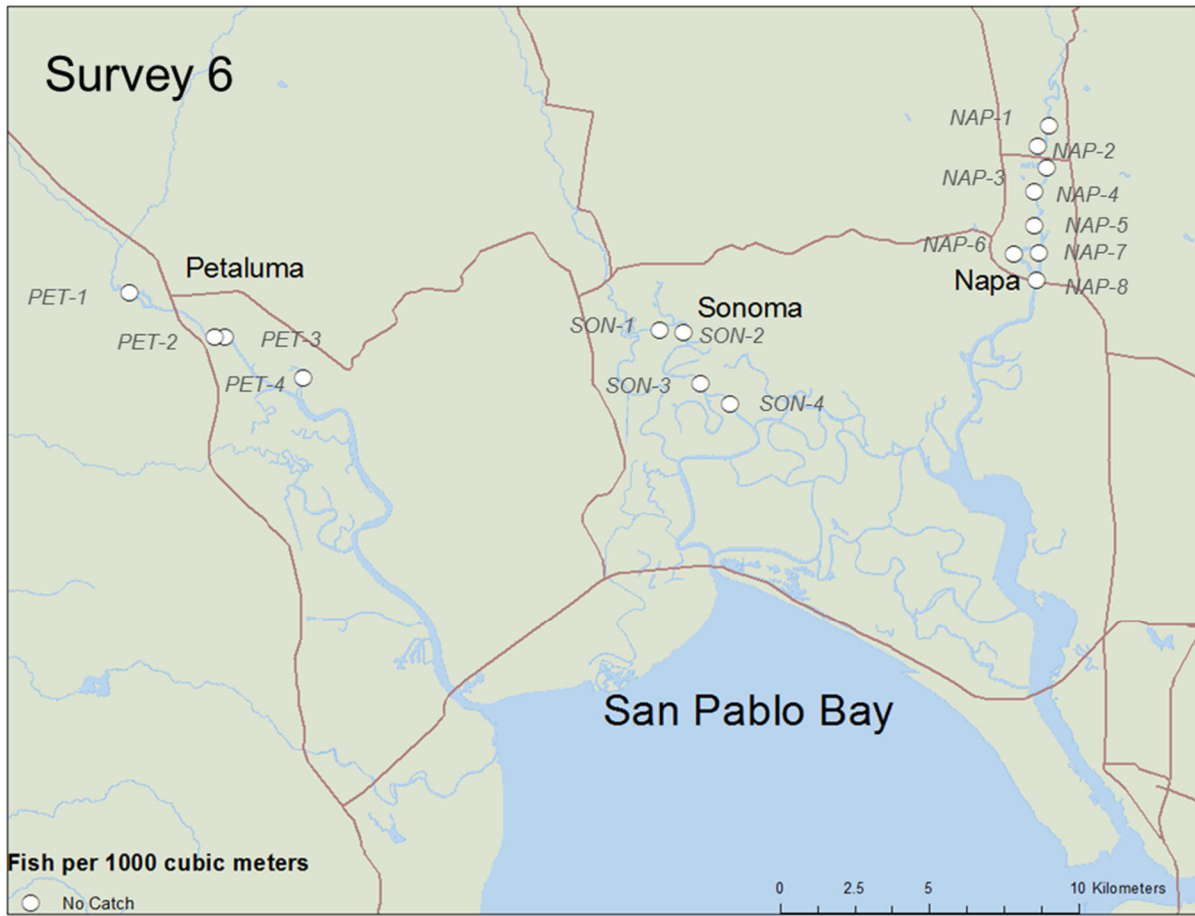 Survey 6
NAP-1
NAP-2
NAP-3
NAP-4
NAP-5
NAP-6
NAP-7
Napa
NAP-8
Petaluma
PET-1
PET-2
PET-3
PET-4
Sonoma
SON-1
SON-2
SON-3
SON-4
San Pablo Bay
Fish per 1000 cubic meters
No Catch
0 2.5 5 10 Kilometers